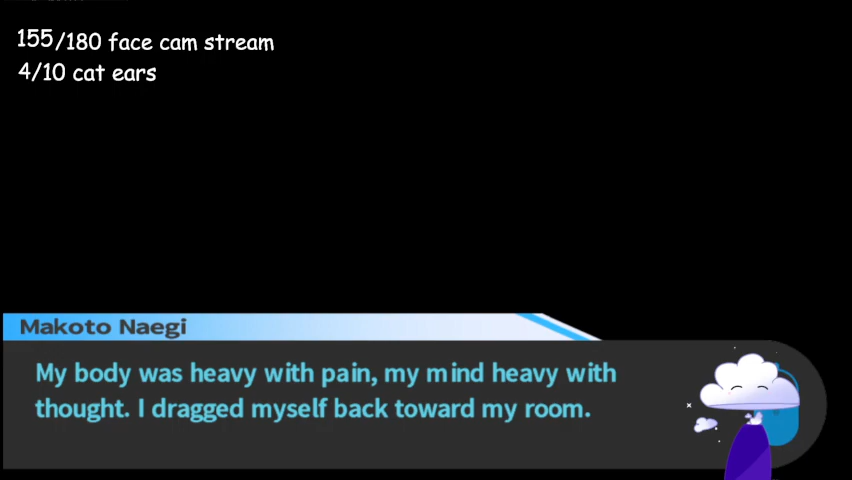 155/180 face cam stream
4/10 cat ears
Makoto Naegi
My body was heavy with pain, my mind heavy with
thought. I dragged myself back toward my room.